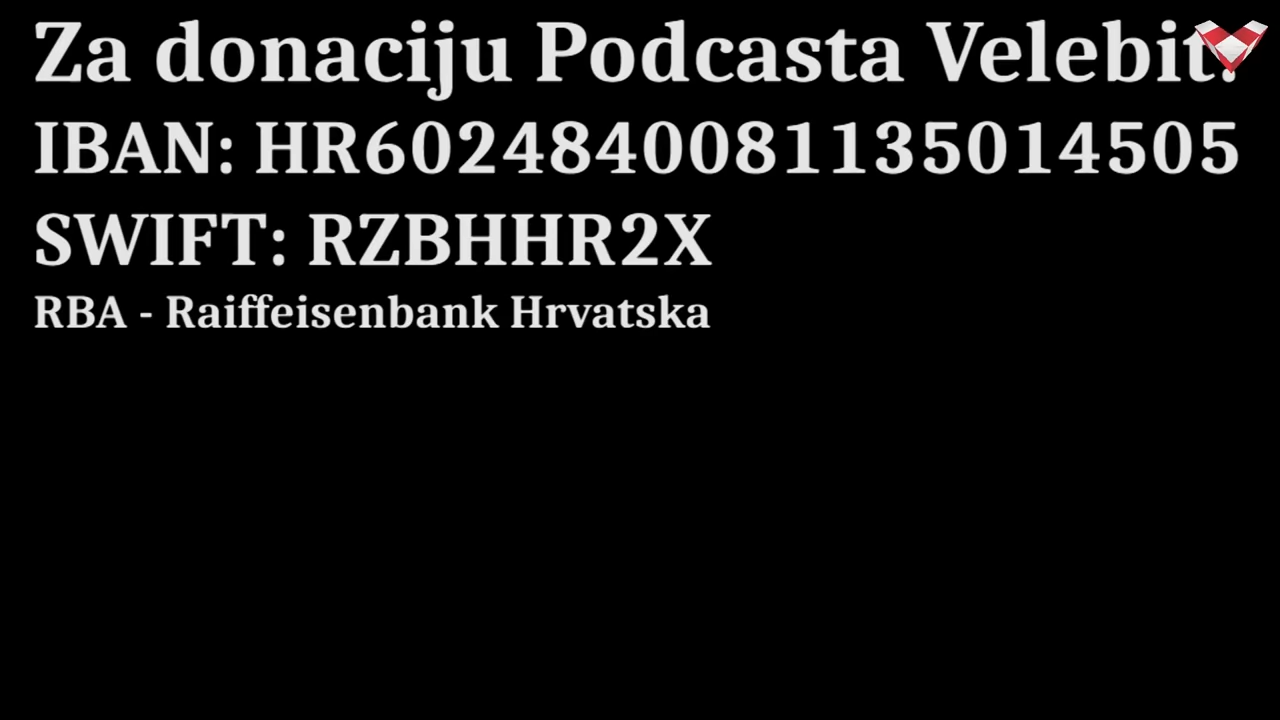 Za donaciju Podcasta Velebit:
IBAN: HR6024840081135014505
SWIFT: RZBHHR2X
RBA - Raiffeisenbank Hrvatska